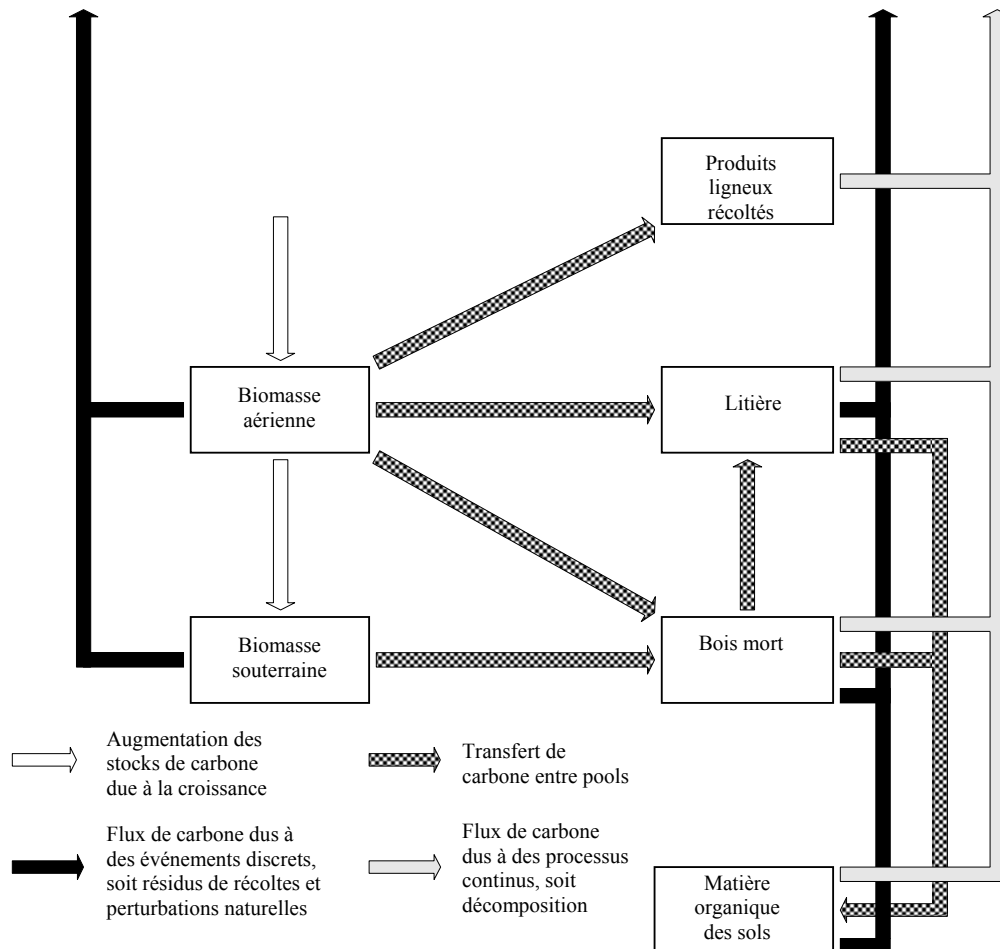 Produits
ligneux
récoltés
Biomasse
aérienne
Litière
Biomasse
souterraine
Bois mort
Augmentation des
stocks de carbone
due à la croissance
Transfert de
carbone entre pools
Flux de carbone dus à
des événements discrets,
soit résidus de récoltes et
perturbations naturelles
Flux de carbone
dus à des processus
continus, soit
décomposition
Matière
organique
des sols